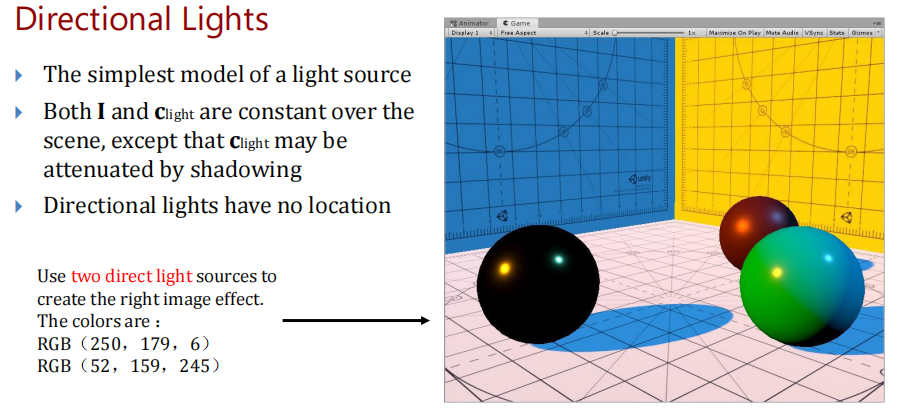 Directional Lights
The simplest model of a light source
Both I and clight are constant over the
scene, except that clight may be
attenuated by shadowing
Directional lights have no location
Use two direct light sources to
create the right image effect.
The colors are：
RGB（250，179，6）
RGB（52，159，245）
Animator Game
Display 1 Free Aspect Scale 1x Maximize On Play Mute Audio VSync Stats Gizmos
unity